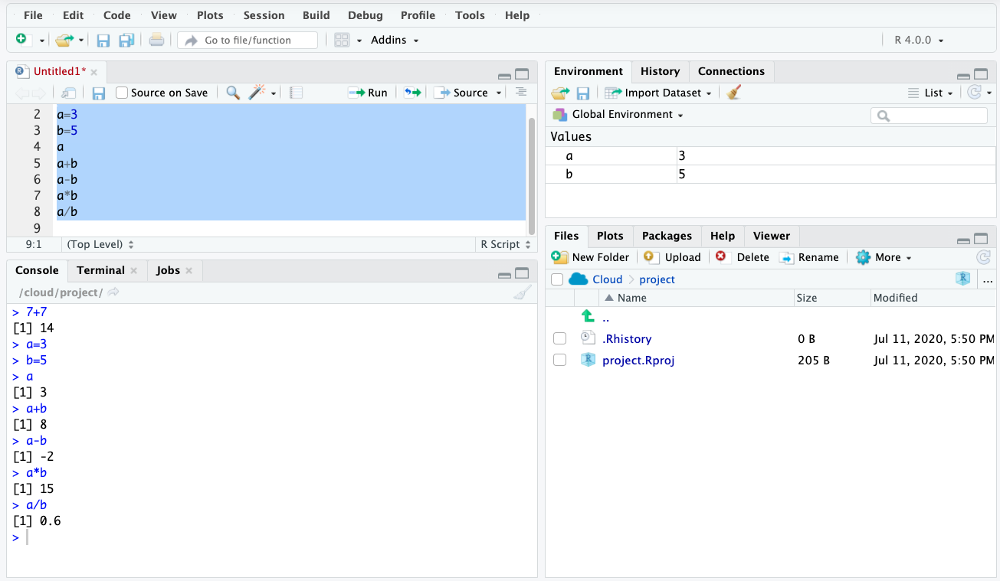 File Edit Code View Plots Session Build Debug Profile Tools Help
Go to file/function Addins R 4.0.0
Untitled1*
Source on Save Run Source
2 a=3
3 b=5
4 a
5 a+b
6 a-b
7 a*b
8 a/b
9
9:1 (Top Level) R Script
Console Terminal Jobs
/cloud/project/
> 7+7
[1] 14
> a=3
> b=5
> a
[1] 3
> a+b
[1] 8
> a-b
[1] -2
> a*b
[1] 15
> a/b
[1] 0.6
>
Environment History Connections
Import Dataset List
Global Environment
Values
a 3
b 5
Files Plots Packages Help Viewer
New Folder Upload Delete Rename More
Cloud project R ...
Name Size Modified
..
.Rhistory 0 B Jul 11, 2020, 5:50 PM
R project.Rproj 205 B Jul 11, 2020, 5:50 PM